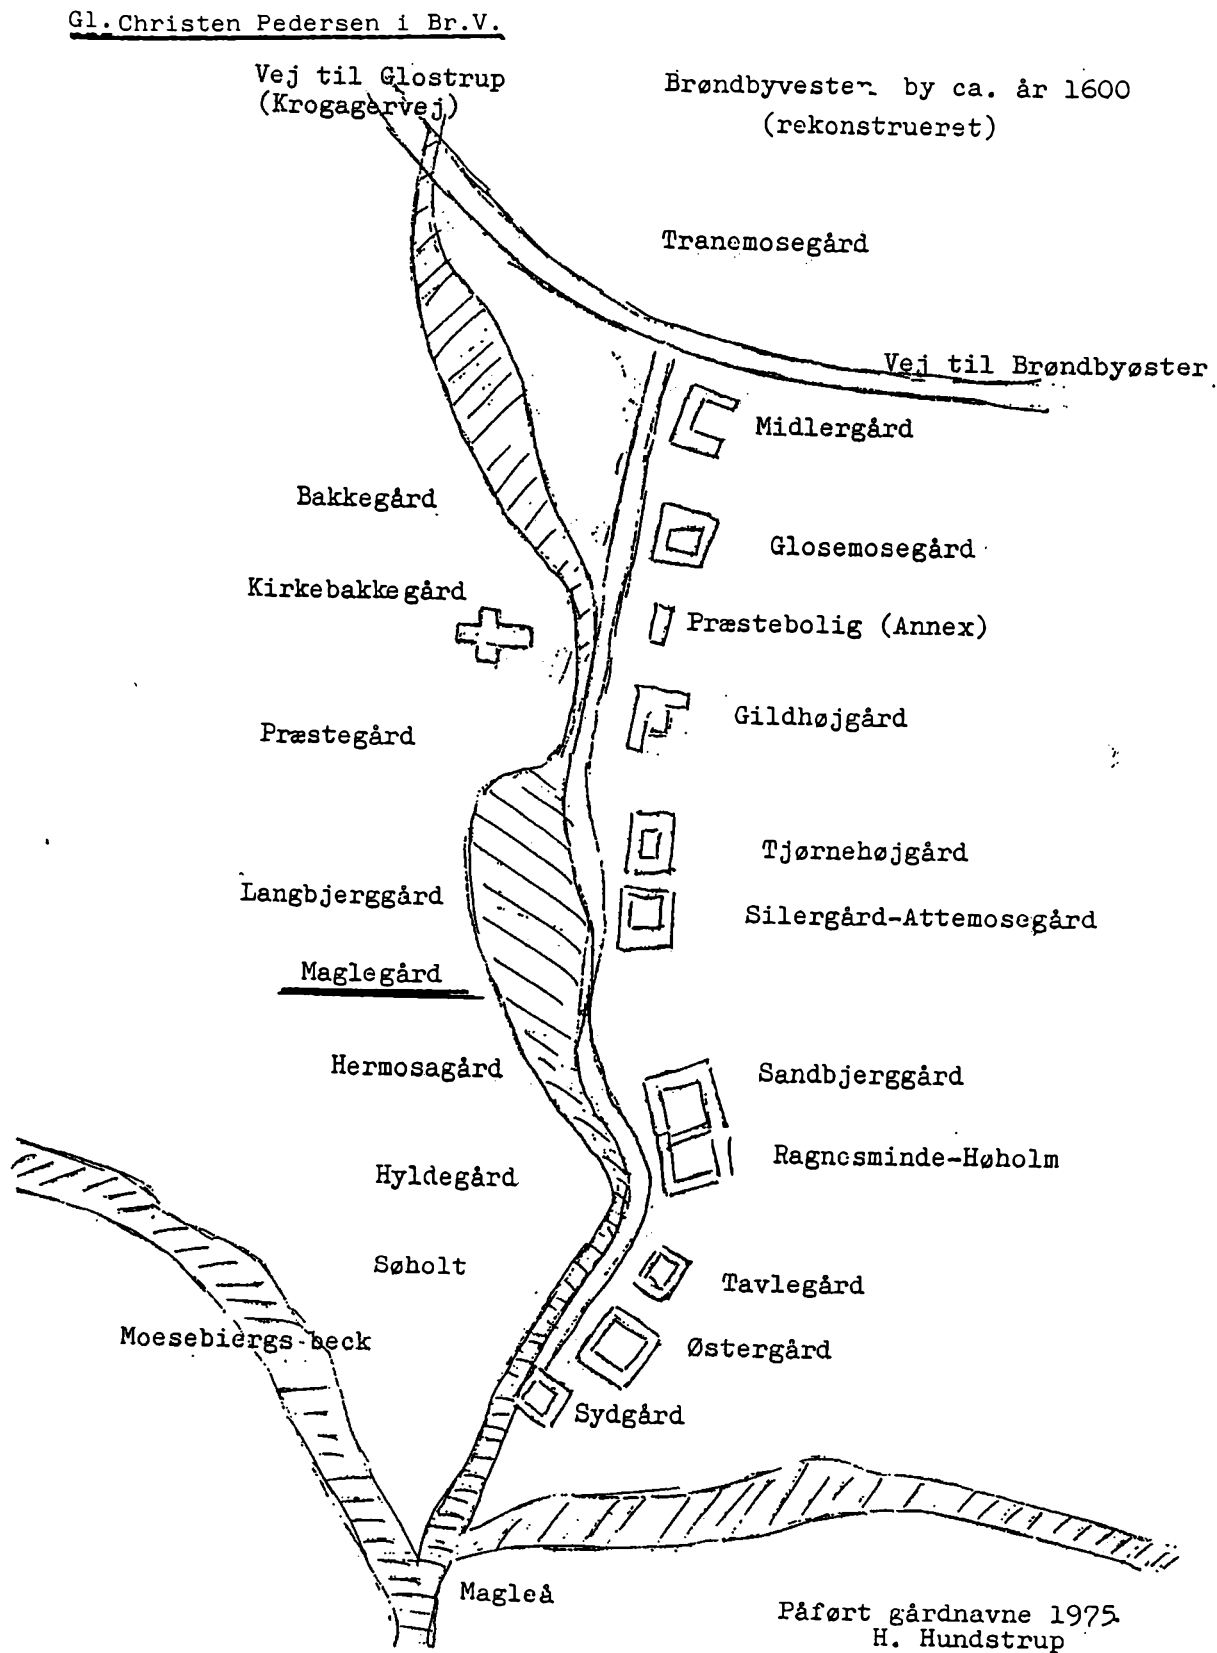 Gl. Christen Pedersen i Br.V.
Vej til Glostrup
(Krogagervej)
Brøndbyvester by ca. år 1600
(rekonstrueret)
Tranemosegård
Vej til Brøndbyøster
Midlergård
Bakkegård
Glosemosegård
Kirkebakkegård
Præstebolig (Annex)
Præstegård
Gildhøjgård
Tjørnehøjgård
Langbjerggård
Silergård-Attemosegård
Maglegård
Hermosagård
Sandbjerggård
Ragnesminde-Høholm
Hyldegård
Søholt
Tavlegård
Moesebiergs beck
Østergård
Sydgård
Magleå
Påført gårdnavne 1975
H. Hundstrup